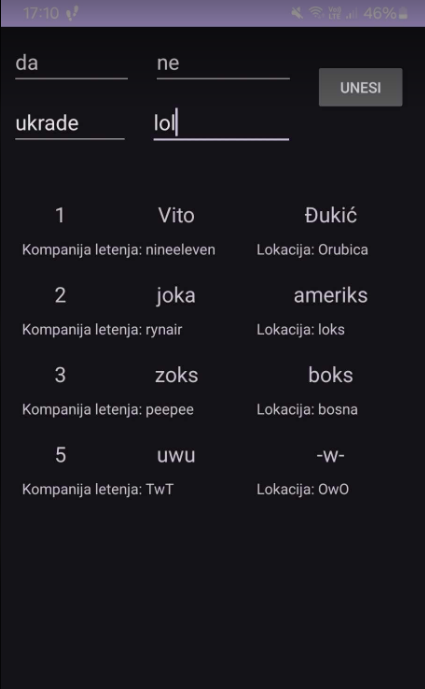 17:10 46%
da ne
UNESI
ukrade lol
1 Vito Đukić
Kompanija letenja: nineeleven Lokacija: Orubica
2 joka ameriks
Kompanija letenja: rynair Lokacija: loks
3 zoks boks
Kompanija letenja: peepee Lokacija: bosna
5 uwu -w-
Kompanija letenja: TwT Lokacija: OwO